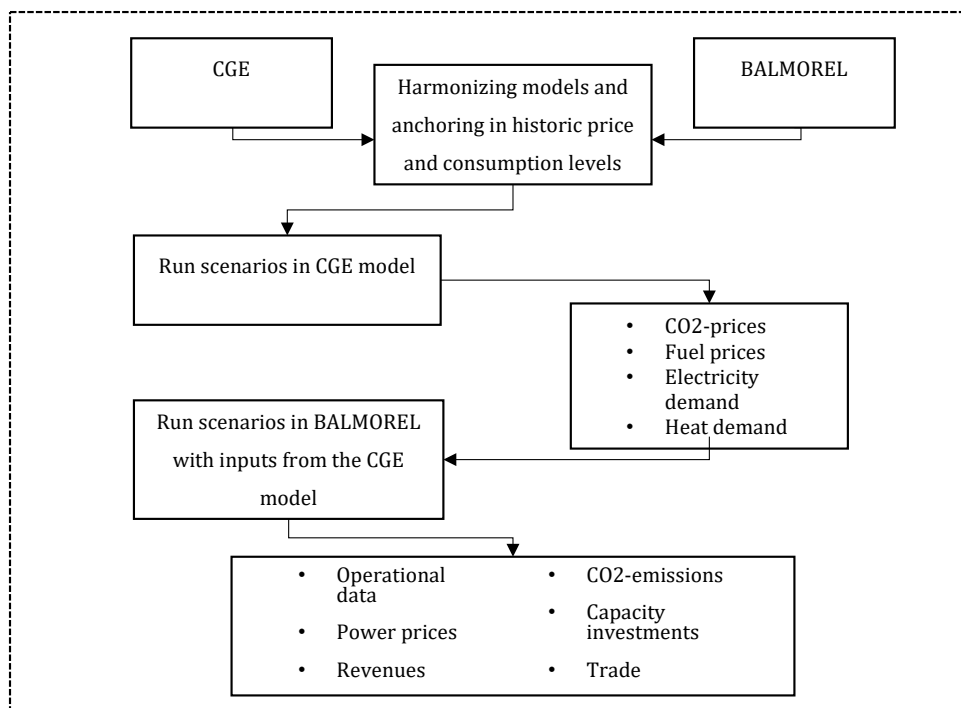 CGE
BALMOREL
Harmonizing models and
anchoring in historic price
and consumption levels
Run scenarios in CGE model
• CO2-prices
• Fuel prices
• Electricity
demand
• Heat demand
Run scenarios in BALMOREL
with inputs from the CGE
model
• Operational
data
• Power prices
• Revenues
• CO2-emissions
• Capacity
investments
• Trade